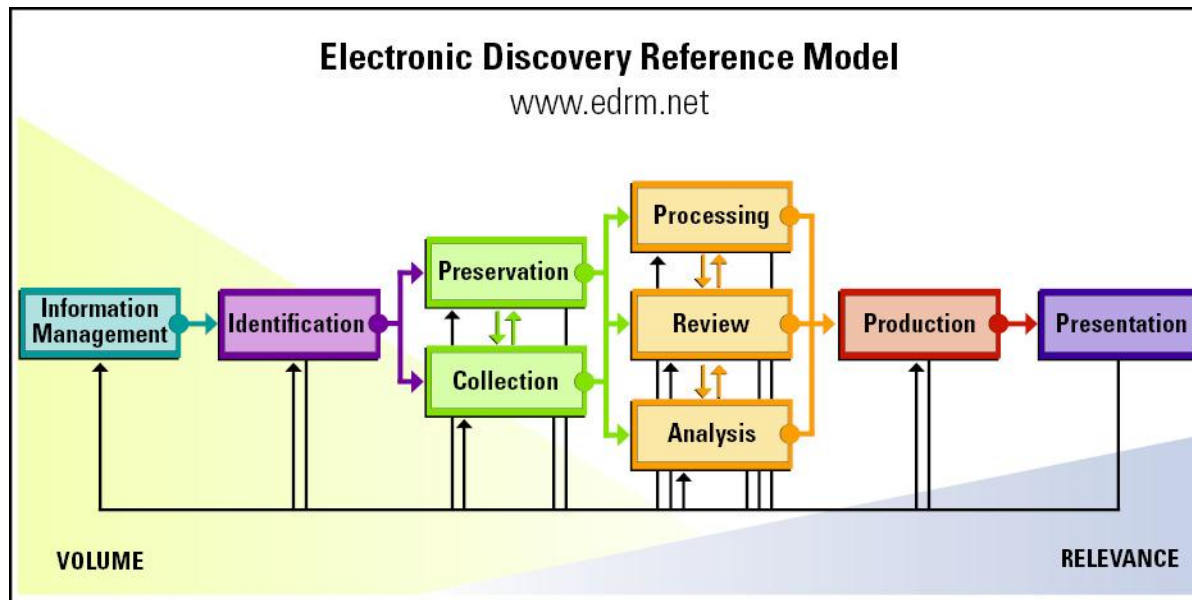 Electronic Discovery Reference Model
www.edrm.net
Information
Management
Identification
Preservation
Collection
Processing
Review
Analysis
Production
Presentation
VOLUME
RELEVANCE